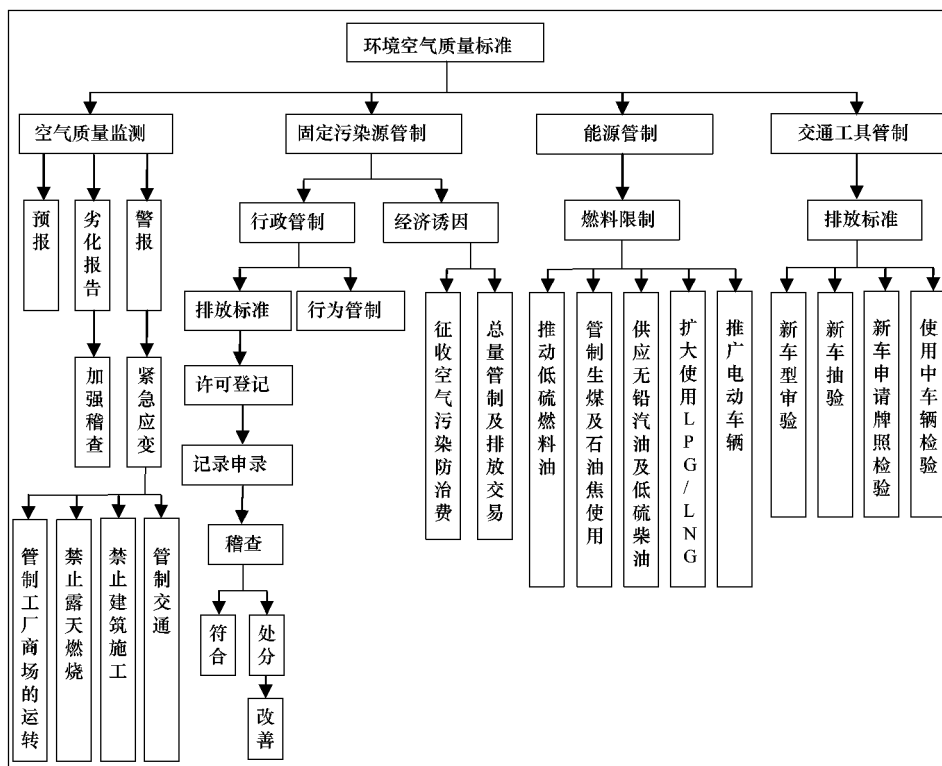 环境空气质量标准
空气质量监测
固定污染源管制
能源管制
交通工具管制
预报
劣化报告
警报
行政管制
经济诱因
燃料限制
排放标准
排放标准
行为管制
征收空气污染防治费
总量管制及排放交易
推动低硫燃料油
管制生煤及石油焦使用
供应无铅汽油及低硫柴油
扩大使用LPG/LNG
推广电动车辆
新车型审验
新车抽验
新车申请牌照检验
使用中车辆检验
加强稽查
紧急应变
许可登记
记录申录
稽查
管制工厂商场的运转
禁止露天燃烧
禁止建筑施工
管制交通
符合
处分
改善